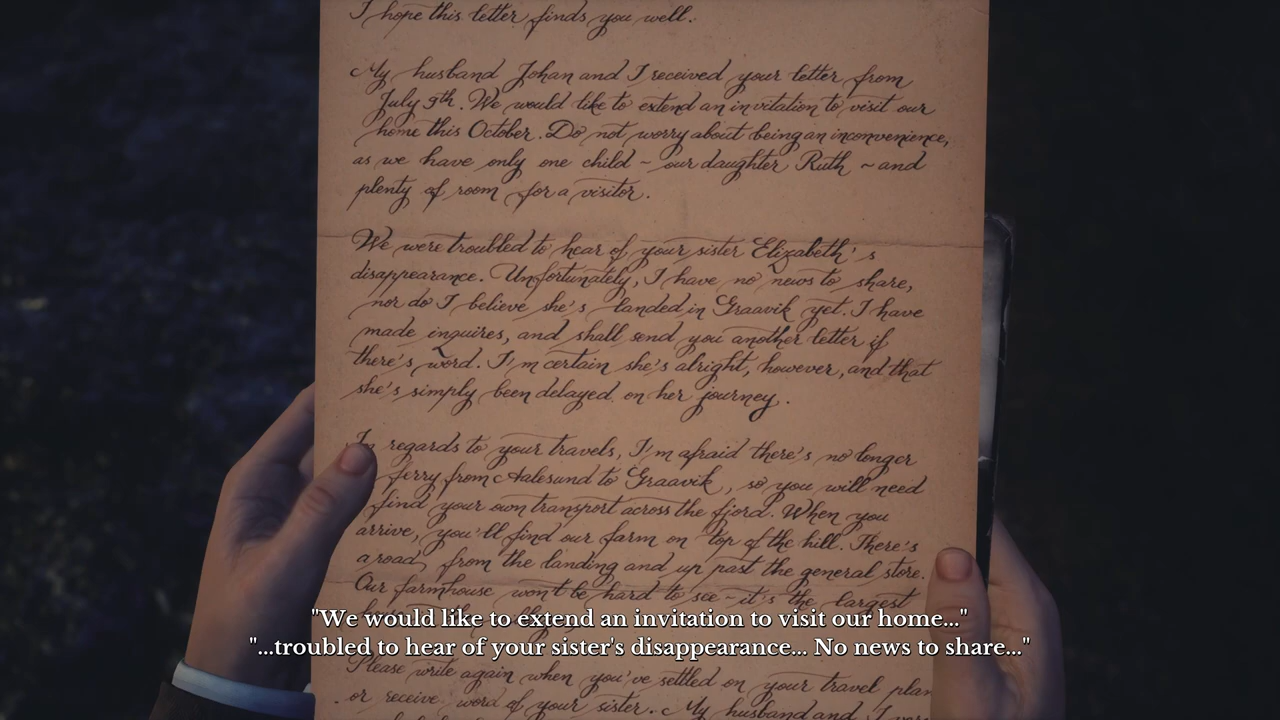 I hope this letter finds you well.
My husband Johan and I received your letter from
July 9th. We would like to extend an invitation to visit our
home this October. Do not worry about being an inconvenience,
as we have only one child ~ our daughter Ruth ~ and
plenty of room for a visitor.
We were troubled to hear of your sister Elizabeth's
disappearance. Unfortunately, I have no news to share,
nor do I believe she's landed in Graavik yet. I have
made inquires, and shall send you another letter if
there's word. I'm certain she's alright, however, and that
she's simply been delayed on her journey.
In regards to your travels, I'm afraid there's no longer
ferry from Aalesund to Graavik, so you will need
find your own transport across the fjord. When you
arrive, you'll find our farm on top of the hill. There's
a road from the landing and up past the general store.
Our farmhouse won't be hard to see ~ it's the largest
"We would like to extend an invitation to visit our home..."
"...troubled to hear of your sister's disappearance... No news to share..."
Please write again when you've settled on your travel plan
or receive word of your sister. My husband and I